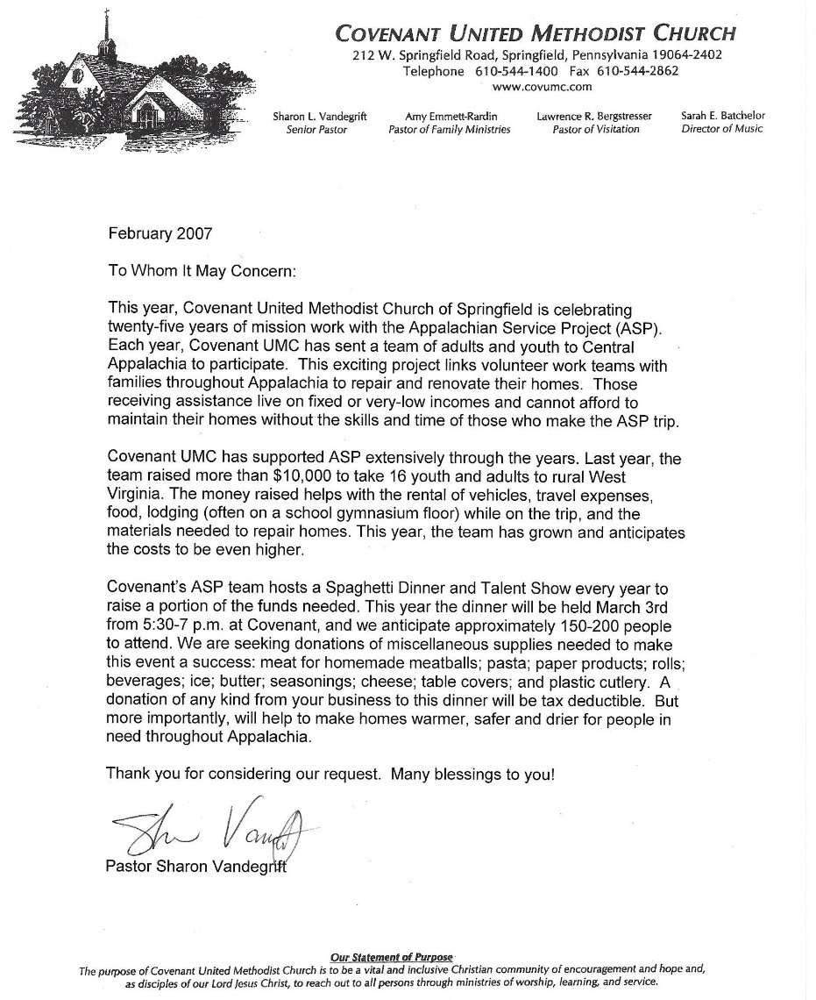 COVENANT UNITED METHODIST CHURCH
212 W. Springfield Road, Springfield, Pennsylvania 19064-2402
Telephone 610-544-1400 Fax 610-544-2862
www.covumc.com
Sharon L. Vandegrift Amy Emmett-Rardin Lawrence R. Bergstresser Sarah E. Batchelor
Senior Pastor Pastor of Family Ministries Pastor of Visitation Director of Music
February 2007
To Whom It May Concern:
This year, Covenant United Methodist Church of Springfield is celebrating
twenty-five years of mission work with the Appalachian Service Project (ASP).
Each year, Covenant UMC has sent a team of adults and youth to Central
Appalachia to participate. This exciting project links volunteer work teams with
families throughout Appalachia to repair and renovate their homes. Those
receiving assistance live on fixed or very-low incomes and cannot afford to
maintain their homes without the skills and time of those who make the ASP trip.
Covenant UMC has supported ASP extensively through the years. Last year, the
team raised more than $10,000 to take 16 youth and adults to rural West
Virginia. The money raised helps with the rental of vehicles, travel expenses,
food, lodging (often on a school gymnasium floor) while on the trip, and the
materials needed to repair homes. This year, the team has grown and anticipates
the costs to be even higher.
Covenant's ASP team hosts a Spaghetti Dinner and Talent Show every year to
raise a portion of the funds needed. This year the dinner will be held March 3rd
from 5:30-7 p.m. at Covenant, and we anticipate approximately 150-200 people
to attend. We are seeking donations of miscellaneous supplies needed to make
this event a success: meat for homemade meatballs; pasta; paper products; rolls;
beverages; ice; butter; seasonings; cheese; table covers; and plastic cutlery. A
donation of any kind from your business to this dinner will be tax deductible. But
more importantly, will help to make homes warmer, safer and drier for people in
need throughout Appalachia.
Thank you for considering our request. Many blessings to you!
Pastor Sharon Vandegrift
Our Statement of Purpose
The purpose of Covenant United Methodist Church is to be a vital and inclusive Christian community of encouragement and hope and,
as disciples of our Lord Jesus Christ, to reach out to all persons through ministries of worship, learning, and service.